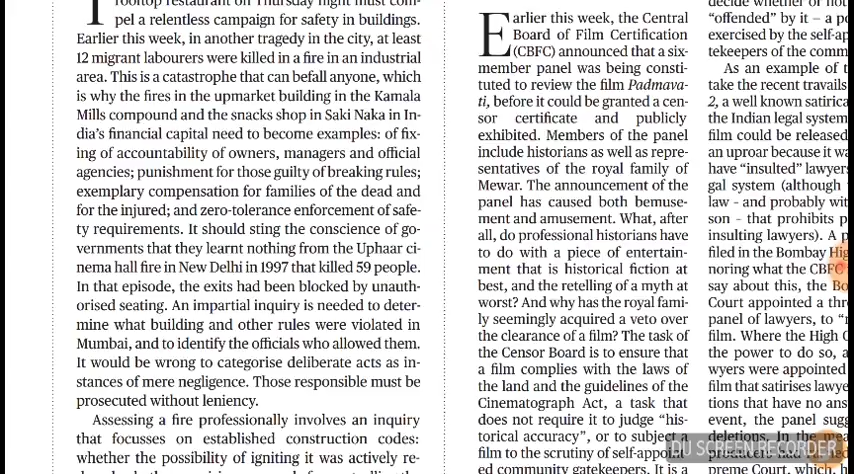 rooftop restaurant on Thursday night must com-
pel a relentless campaign for safety in buildings.
Earlier this week, in another tragedy in the city, at least
12 migrant labourers were killed in a fire in an industrial
area. This is a catastrophe that can befall anyone, which
is why the fires in the upmarket building in the Kamala
Mills compound and the snacks shop in Saki Naka in In-
dia's financial capital need to become examples: of fix-
ing of accountability of owners, managers and official
agencies; punishment for those guilty of breaking rules;
exemplary compensation for families of the dead and
for the injured; and zero-tolerance enforcement of safe-
ty requirements. It should sting the conscience of go-
vernments that they learnt nothing from the Uphaar ci-
nema hall fire in New Delhi in 1997 that killed 59 people.
In that episode, the exits had been blocked by unauth-
orised seating. An impartial inquiry is needed to deter-
mine what building and other rules were violated in
Mumbai, and to identify the officials who allowed them.
It would be wrong to categorise deliberate acts as in-
stances of mere negligence. Those responsible must be
prosecuted without leniency.
Assessing a fire professionally involves an inquiry
that focusses on established construction codes:
whether the possibility of igniting it was actively re-
Earlier this week, the Central
Board of Film Certification
(CBFC) announced that a six-
member panel was being consti-
tuted to review the film Padmava-
ti, before it could be granted a cen-
sor certificate and publicly
exhibited. Members of the panel
include historians as well as repre-
sentatives of the royal family of
Mewar. The announcement of the
panel has caused both bemuse-
ment and amusement. What, after
all, do professional historians have
to do with a piece of entertain-
ment that is historical fiction at
best, and the retelling of a myth at
worst? And why has the royal fami-
ly seemingly acquired a veto over
the clearance of a film? The task of
the Censor Board is to ensure that
a film complies with the laws of
the land and the guidelines of the
Cinematograph Act, a task that
does not require it to judge "his-
torical accuracy", or to subject a
film to the scrutiny of self-appoint-
ed community gatekeepers. It is a
decide whether or not
"offended" by it – a po
exercised by the self-ap
tekeepers of the comm
As an example of t
take the recent travails
2, a well known satirica
the Indian legal system
film could be released
an uproar because it wa
have "insulted" lawyers
gal system (although
law - and probably wit
son - that prohibits p
insulting lawyers). A p
filed in the Bombay Hig
noring what the CBFC
say about this, the Bo
Court appointed a thr
panel of lawyers, to "r
film. Where the High C
the power to do so, a
wyers were appointed
film that satirises lawye
tions that have no ans
event, the panel sugg
deletions. In the mea
producers had
preme Court, which,
DU SCREEN RECORDER